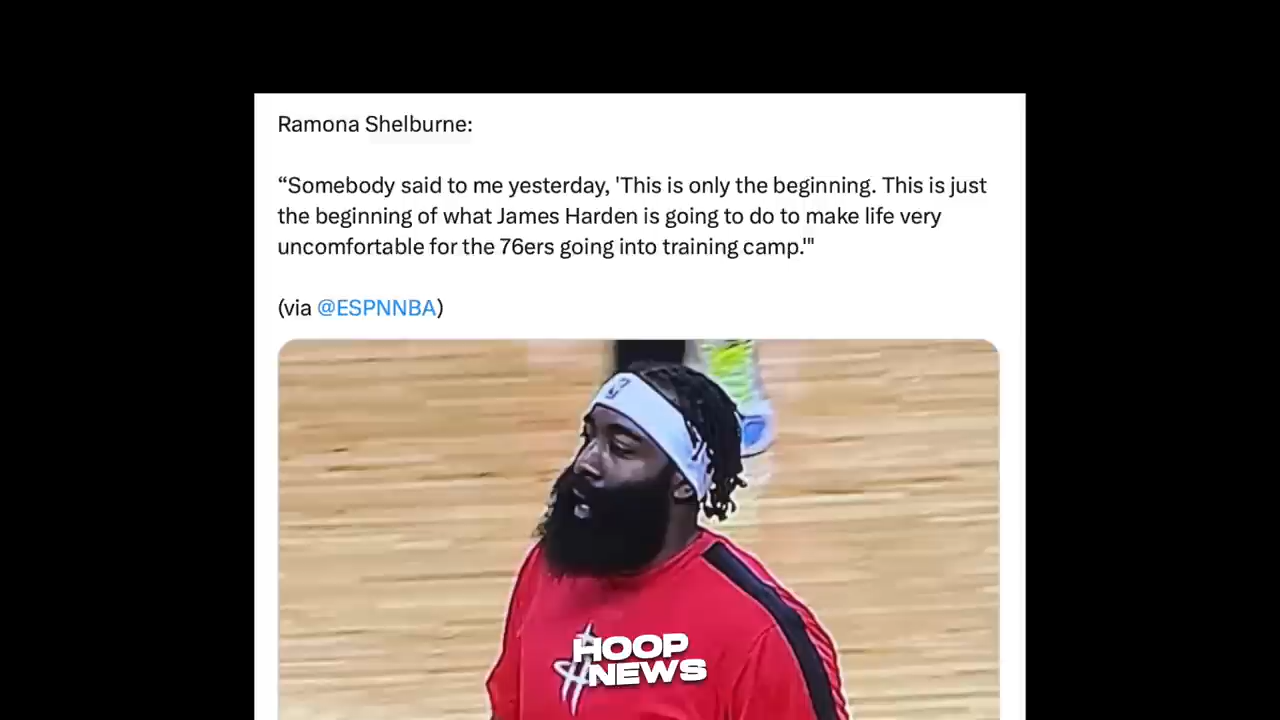 Ramona Shelburne:
“Somebody said to me yesterday, 'This is only the beginning. This is just
the beginning of what James Harden is going to do to make life very
uncomfortable for the 76ers going into training camp.'"
(via @ESPNNBA)
HOOP
NEWS